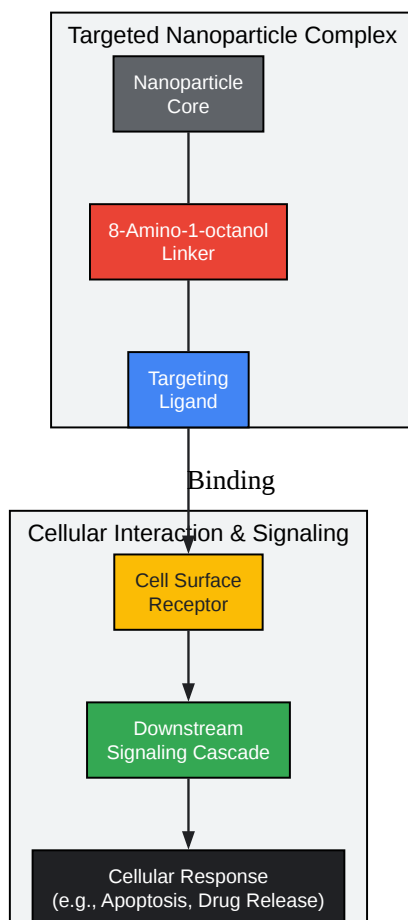 Targeted Nanoparticle Complex
Nanoparticle
Core
8-Amino-1-octanol
Linker
Targeting
Ligand
Binding
Cellular Interaction & Signaling
Cell Surface
Receptor
Downstream
Signaling Cascade
Cellular Response
(e.g., Apoptosis, Drug Release)